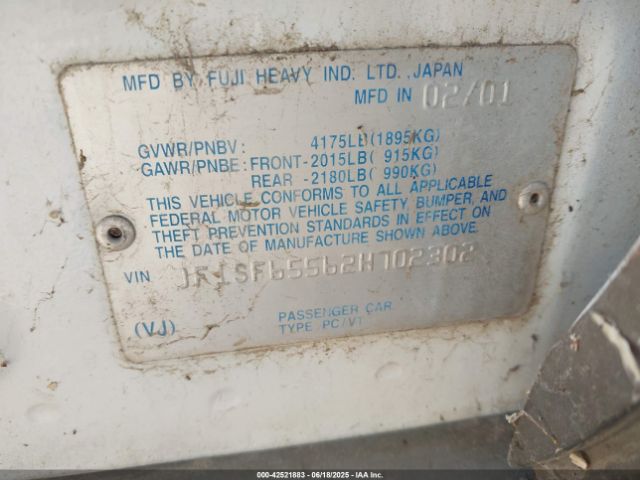 MFD BY FUJI HEAVY IND. LTD. JAPAN
MFD IN 02/01
GVWR/PNBV: 4175LB(1895KG)
GAWR/PNBE: FRONT-2015LB( 915KG)
REAR -2180LB( 990KG)
THIS VEHICLE CONFORMS TO ALL APPLICABLE
FEDERAL MOTOR VEHICLE SAFETY, BUMPER, AND
THEFT PREVENTION STANDARDS IN EFFECT ON
THE DATE OF MANUFACTURE SHOWN ABOVE.
VIN JF1SF65562H702302
(VJ) PASSENGER CAR
TYPE PC/VT
000-42521883 - 06/18/2025 - IAA Inc.